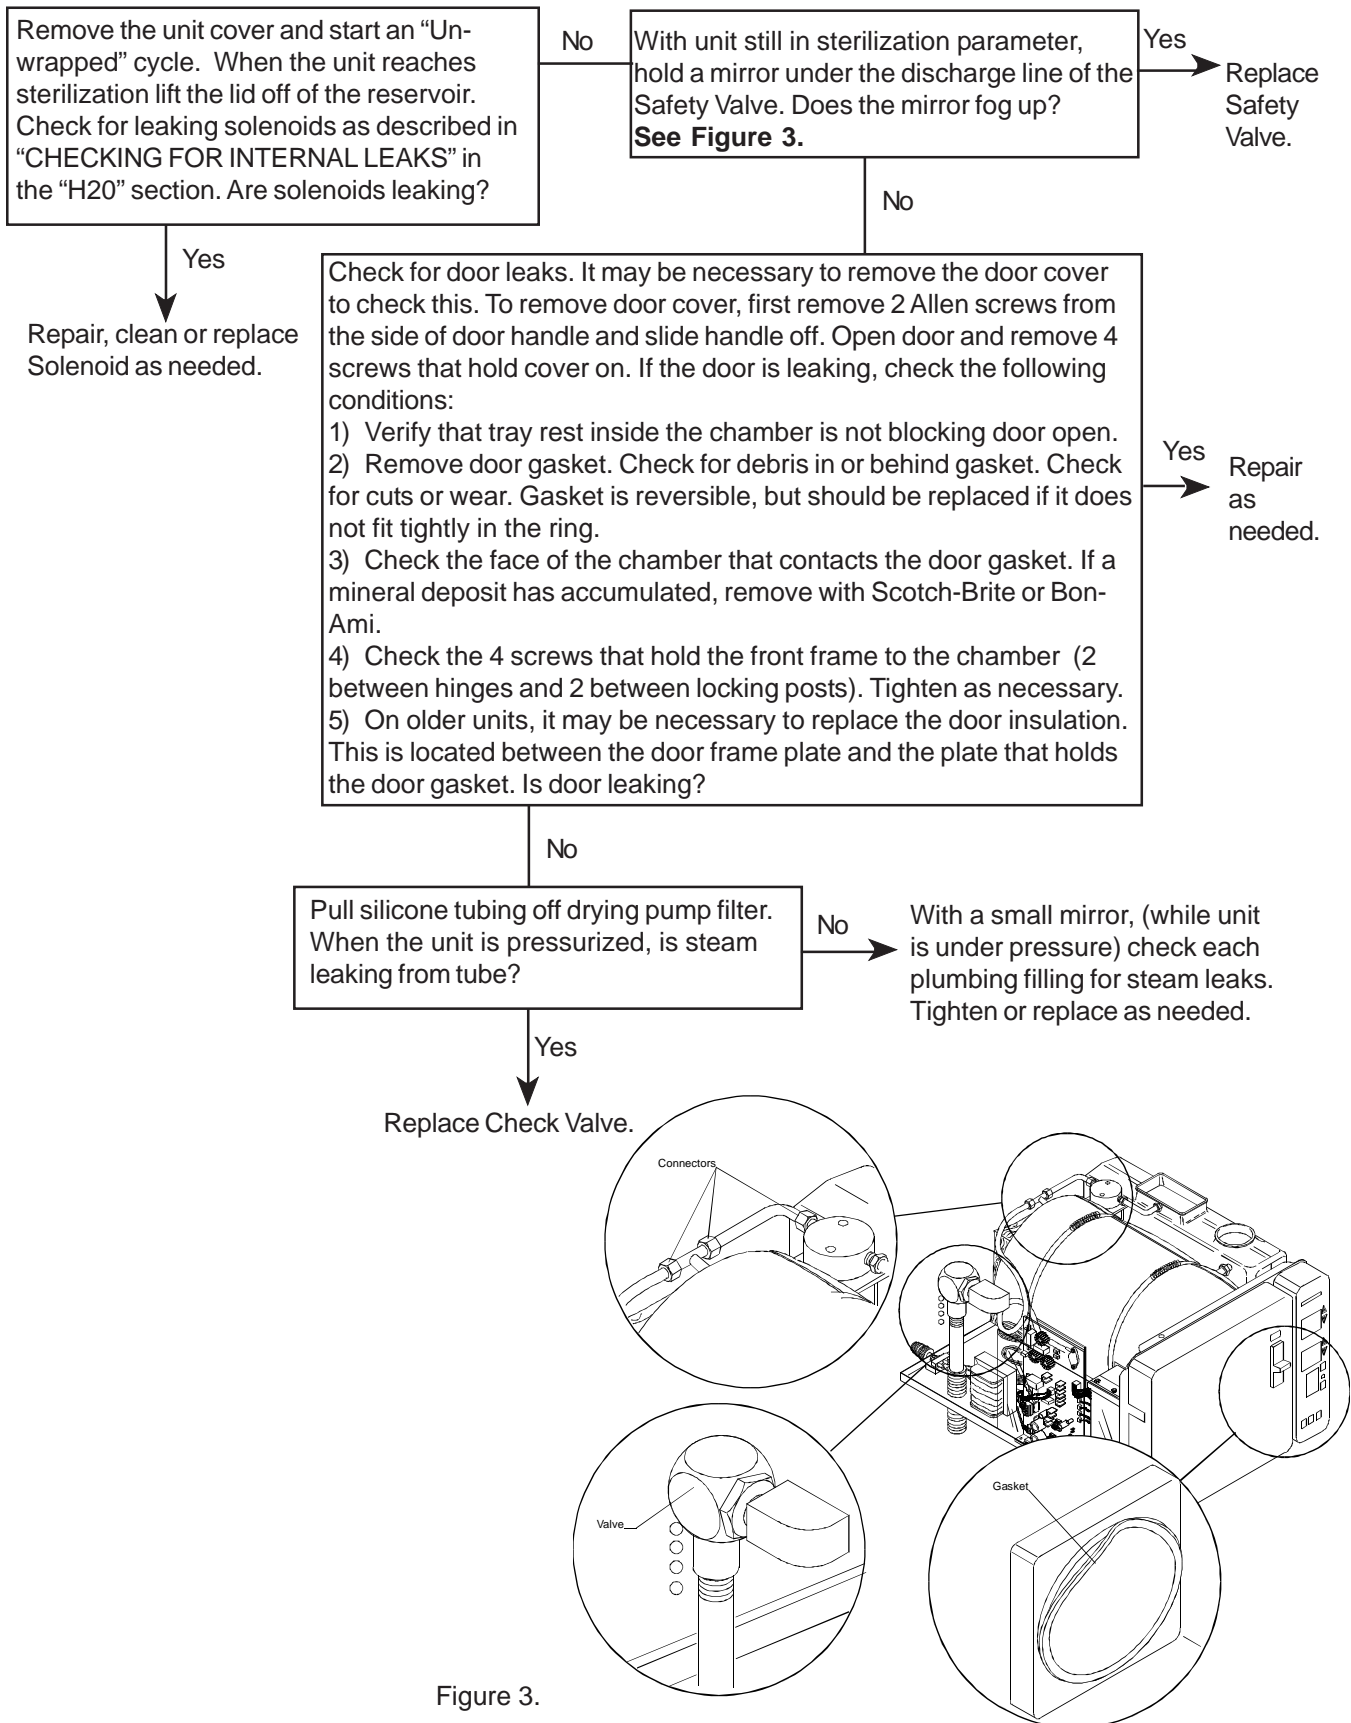 Remove the unit cover and start an “Un-
wrapped” cycle.  When the unit reaches
sterilization lift the lid off of the reservoir.
Check for leaking solenoids as described in
“CHECKING FOR INTERNAL LEAKS” in
the “H20” section. Are solenoids leaking?
No
With unit still in sterilization parameter,
hold a mirror under the discharge line of the
Safety Valve. Does the mirror fog up?
See Figure 3.
Yes
Replace
Safety
Valve.
Yes
Repair, clean or replace
Solenoid as needed.
No
Check for door leaks. It may be necessary to remove the door cover
to check this. To remove door cover, first remove 2 Allen screws from
the side of door handle and slide handle off. Open door and remove 4
screws that hold cover on. If the door is leaking, check the following
conditions:
1)  Verify that tray rest inside the chamber is not blocking door open.
2)  Remove door gasket. Check for debris in or behind gasket. Check
for cuts or wear. Gasket is reversible, but should be replaced if it does
not fit tightly in the ring.
3)  Check the face of the chamber that contacts the door gasket. If a
mineral deposit has accumulated, remove with Scotch-Brite or Bon-
Ami.
4)  Check the 4 screws that hold the front frame to the chamber  (2
between hinges and 2 between locking posts). Tighten as necessary.
5)  On older units, it may be necessary to replace the door insulation.
This is located between the door frame plate and the plate that holds
the door gasket. Is door leaking?
Yes
Repair
as
needed.
No
Pull silicone tubing off drying pump filter.
When the unit is pressurized, is steam
leaking from tube?
No
With a small mirror, (while unit
is under pressure) check each
plumbing filling for steam leaks.
Tighten or replace as needed.
Yes
Replace Check Valve.
Connectors
Valve
Gasket
Figure 3.